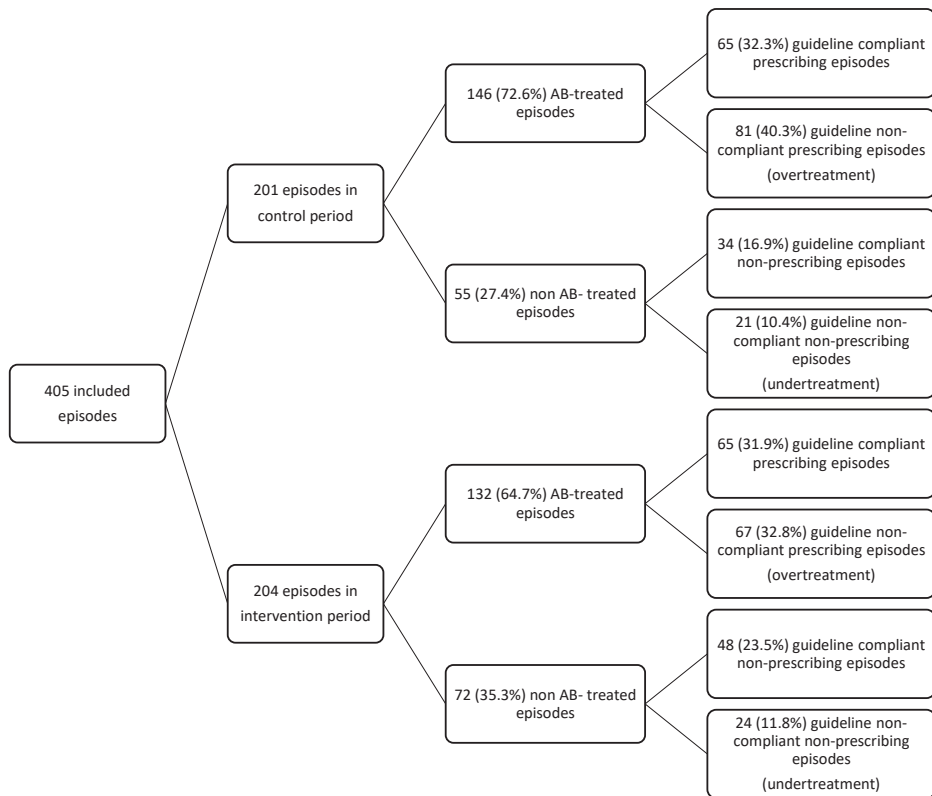 405 included
episodes
201 episodes in
control period
146 (72.6%) AB-treated
episodes
65 (32.3%) guideline compliant
prescribing episodes
81 (40.3%) guideline non-
compliant prescribing episodes
(overtreatment)
55 (27.4%) non AB- treated
episodes
34 (16.9%) guideline compliant
non-prescribing episodes
21 (10.4%) guideline non-
compliant non-prescribing
episodes
(undertreatment)
204 episodes in
intervention period
132 (64.7%) AB-treated
episodes
65 (31.9%) guideline compliant
prescribing episodes
67 (32.8%) guideline non-
compliant prescribing episodes
(overtreatment)
72 (35.3%) non AB- treated
episodes
48 (23.5%) guideline compliant
non-prescribing episodes
24 (11.8%) guideline non-
compliant non-prescribing
episodes
(undertreatment)